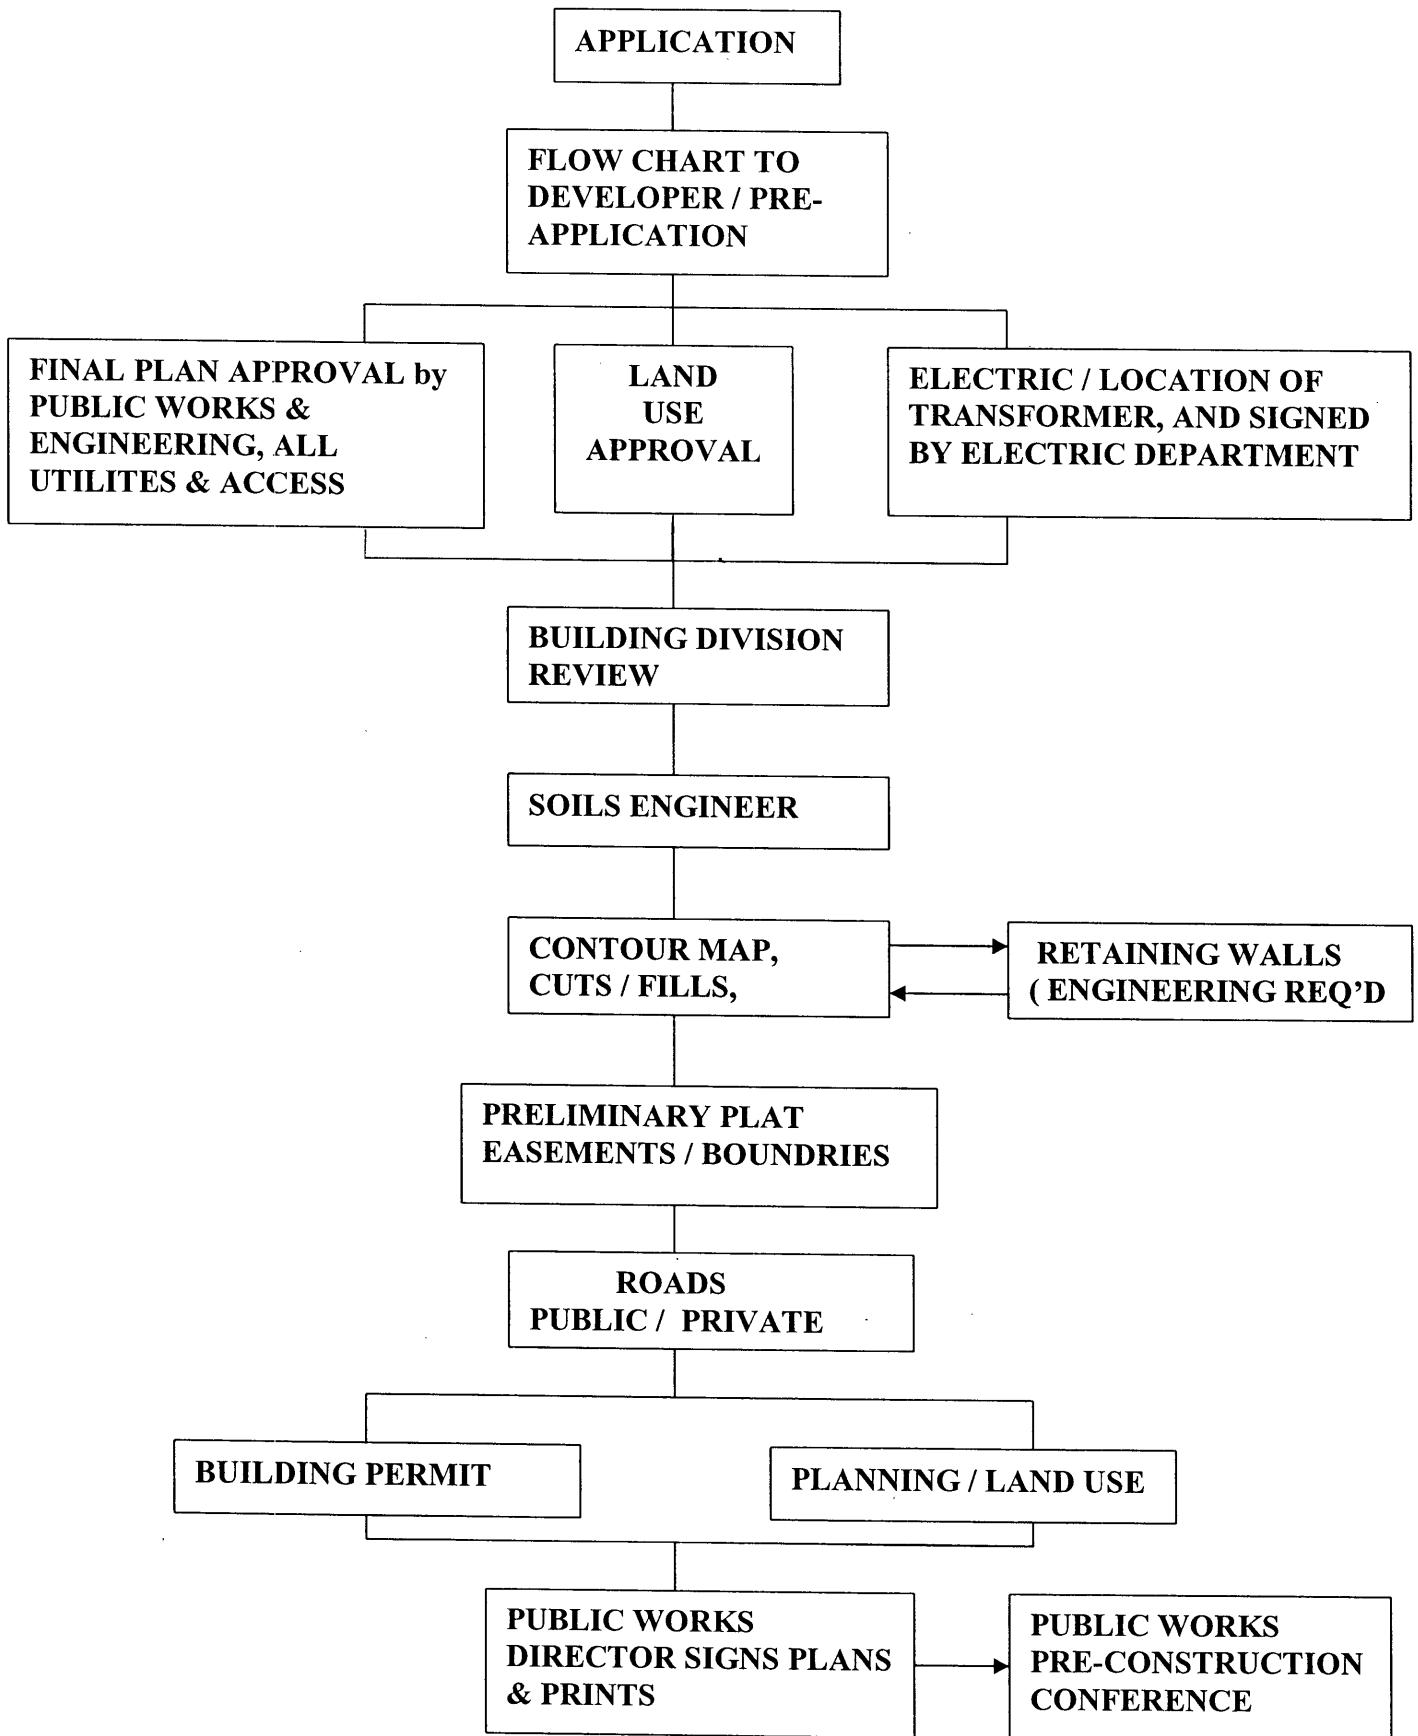 APPLICATION
FLOW CHART TO
DEVELOPER / PRE-
APPLICATION
FINAL PLAN APPROVAL by
PUBLIC WORKS &
ENGINEERING, ALL
UTILITES & ACCESS
LAND
USE
APPROVAL
ELECTRIC / LOCATION OF
TRANSFORMER, AND SIGNED
BY ELECTRIC DEPARTMENT
BUILDING DIVISION
REVIEW
SOILS ENGINEER
CONTOUR MAP,
CUTS / FILLS,
RETAINING WALLS
( ENGINEERING REQ’D
PRELIMINARY PLAT
EASEMENTS / BOUNDRIES
ROADS
PUBLIC / PRIVATE
BUILDING PERMIT
PLANNING / LAND USE
PUBLIC WORKS
DIRECTOR SIGNS PLANS
& PRINTS
PUBLIC WORKS
PRE-CONSTRUCTION
CONFERENCE